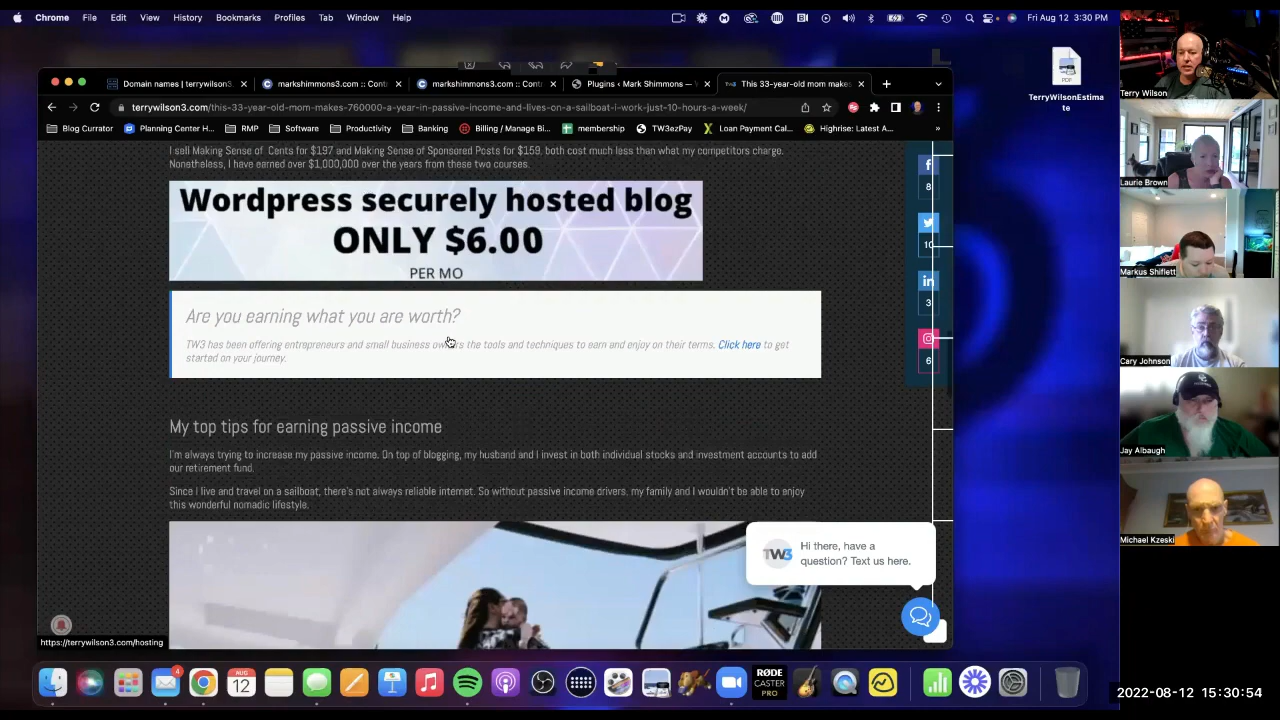 Chrome File Edit View History Bookmarks Profiles Tab Window Help
Fri Aug 12 3:30 PM
Domain names | terrywilson3.
markshimmons3.com :: Contr
markshimmons3.com :: Contr
Plugins ‹ Mark Shimmons — V
This 33-year-old mom makes
terrywilson3.com/this-33-year-old-mom-makes-760000-a-year-in-passive-income-and-lives-on-a-sailboat-i-work-just-10-hours-a-week/
Blog Currator
Planning Center H...
RMP
Software
Productivity
Banking
Billing / Manage Bi...
membership
TW3ezPay
Loan Payment Cal...
Highrise: Latest A...
»
I sell Making Sense of Cents for $197 and Making Sense of Sponsored Posts for $159, both cost much less than what my competitors charge.
Nonetheless, I have earned over $1,000,000 over the years from these two courses.
Wordpress securely hosted blog
ONLY $6.00
PER MO
Are you earning what you are worth?
TW3 has been offering entrepreneurs and small business owners the tools and techniques to earn and enjoy on their terms. Click here to get
started on your journey.
8
10
3
6
My top tips for earning passive income
I'm always trying to increase my passive income. On top of blogging, my husband and I invest in both individual stocks and investment accounts to add
our retirement fund.
Since I live and travel on a sailboat, there's not always reliable internet. So without passive income drivers, my family and I wouldn't be able to enjoy
this wonderful nomadic lifestyle.
TW3
Hi there, have a
question? Text us here.
https://terrywilson3.com/hosting
PDF
TerryWilsonEstima
te
Terry Wilson
Laurie Brown
Markus Shiflett
Cary Johnson
Jay Albaugh
Michael Kzeski
4
AUG
12
RØDE
CASTER
PRO
2022-08-12 15:30:54